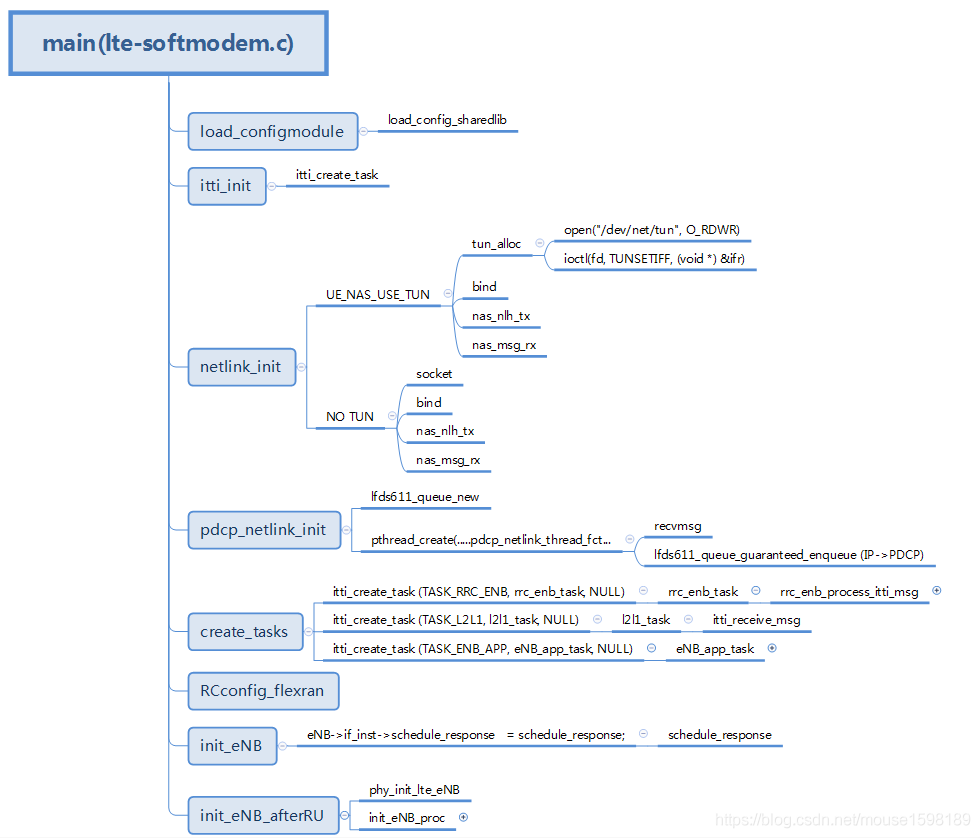 main(lte-softmodem.c)
load_configmodule
load_config_sharedlib
itti_init
itti_create_task
netlink_init
UE_NAS_USE_TUN
tun_alloc
open("/dev/net/tun", O_RDWR)
ioctl(fd, TUNSETIFF, (void *) &ifr)
bind
nas_nlh_tx
nas_msg_rx
NO TUN
socket
bind
nas_nlh_tx
nas_msg_rx
pdcp_netlink_init
lfds611_queue_new
pthread_create(.....pdcp_netlink_thread_fct...
recvmsg
lfds611_queue_guaranteed_enqueue (IP->PDCP)
create_tasks
itti_create_task (TASK_RRC_ENB, rrc_enb_task, NULL)
rrc_enb_task
rrc_enb_process_itti_msg
itti_create_task (TASK_L2L1, l2l1_task, NULL)
l2l1_task
itti_receive_msg
itti_create_task (TASK_ENB_APP, eNB_app_task, NULL)
eNB_app_task
RCconfig_flexran
init_eNB
eNB->if_inst->schedule_response = schedule_response;
schedule_response
init_eNB_afterRU
phy_init_lte_eNB
init_eNB_proc
https://blog.csdn.net/mouse1598189